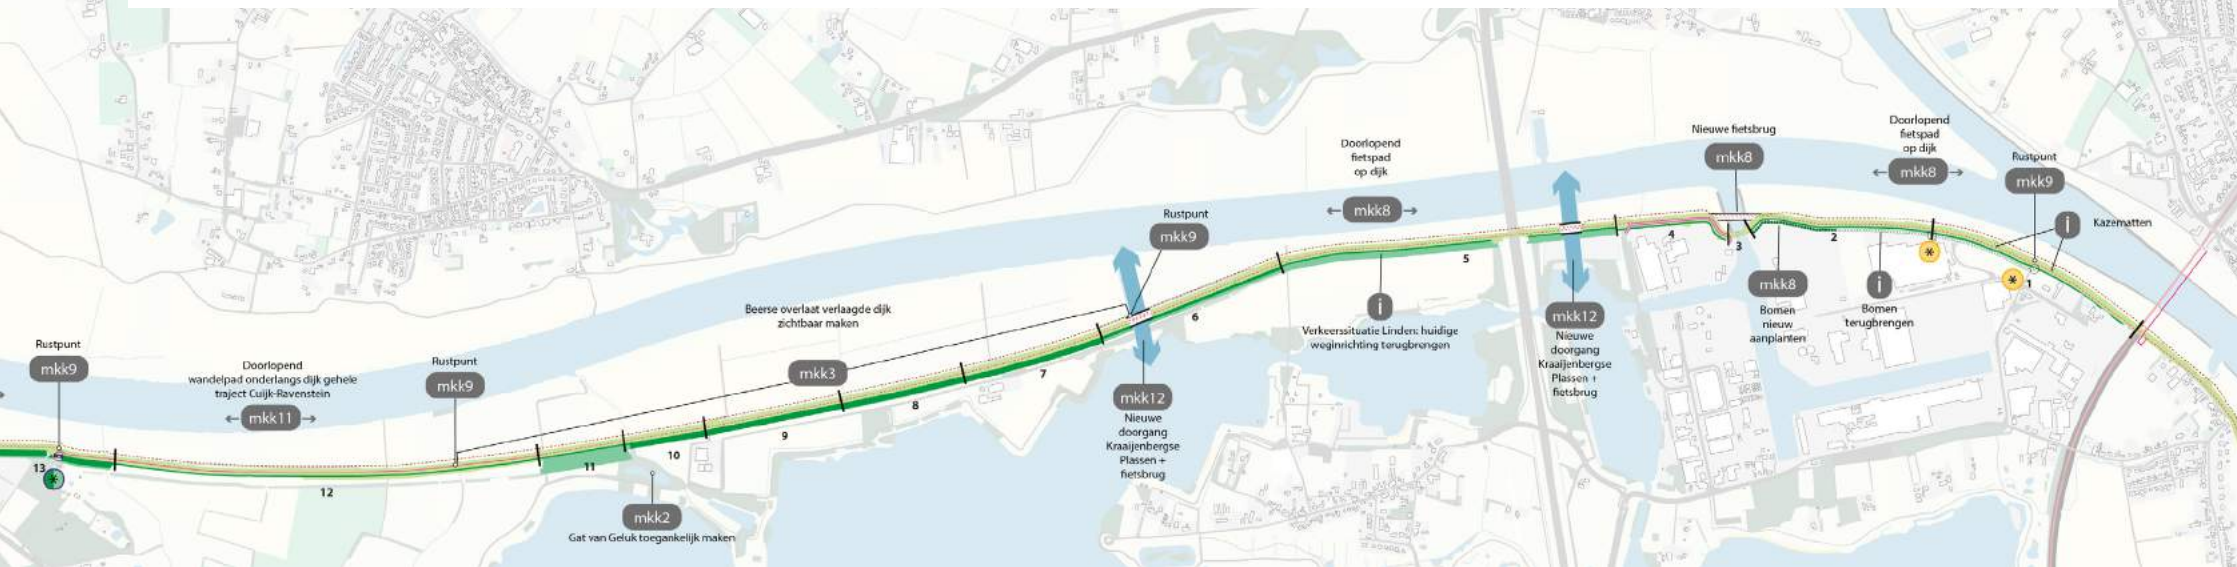 Rustpunt
mkk9
13
Doorlopend
wandelpad onderlangs dijk gehele
traject Cuijk-Ravenstein
mkk11
12
Rustpunt
mkk9
Beerse overlaat verlaagde dijk
zichtbaar maken
mkk3
11
10
9
8
7
mkk2
Gat van Geluk toegankelijk maken
Rustpunt
mkk9
6
mkk12
Nieuwe
doorgang
Kraaijenbergse
Plassen +
fietsbrug
Doorlopend
fietspad
op dijk
mkk8
5
i
Verkeerssituatie Linden: huidige
weginrichting terugbrengen
mkk12
Nieuwe
doorgang
Kraaijenbergse
Plassen +
fietsbrug
Nieuwe fietsbrug
mkk8
4
3
2
mkk8
Bomen
nieuw
aanplanten
i
Bomen
terugbrengen
Doorlopend
fietspad
op dijk
mkk8
Rustpunt
mkk9
i
Kazematten
1